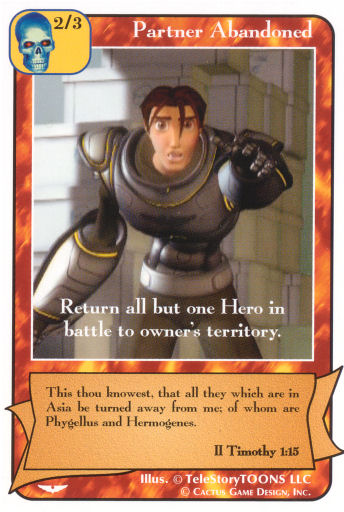 2/3
Partner Abandoned
Return all but one Hero in
battle to owner's territory.
This thou knowest, that all they which are in
Asia be turned away from me; of whom are
Phygellus and Hermogenes.
II Timothy 1:15
Illus. © TeleStoryTOONS LLC
© Cactus Game Design, Inc.